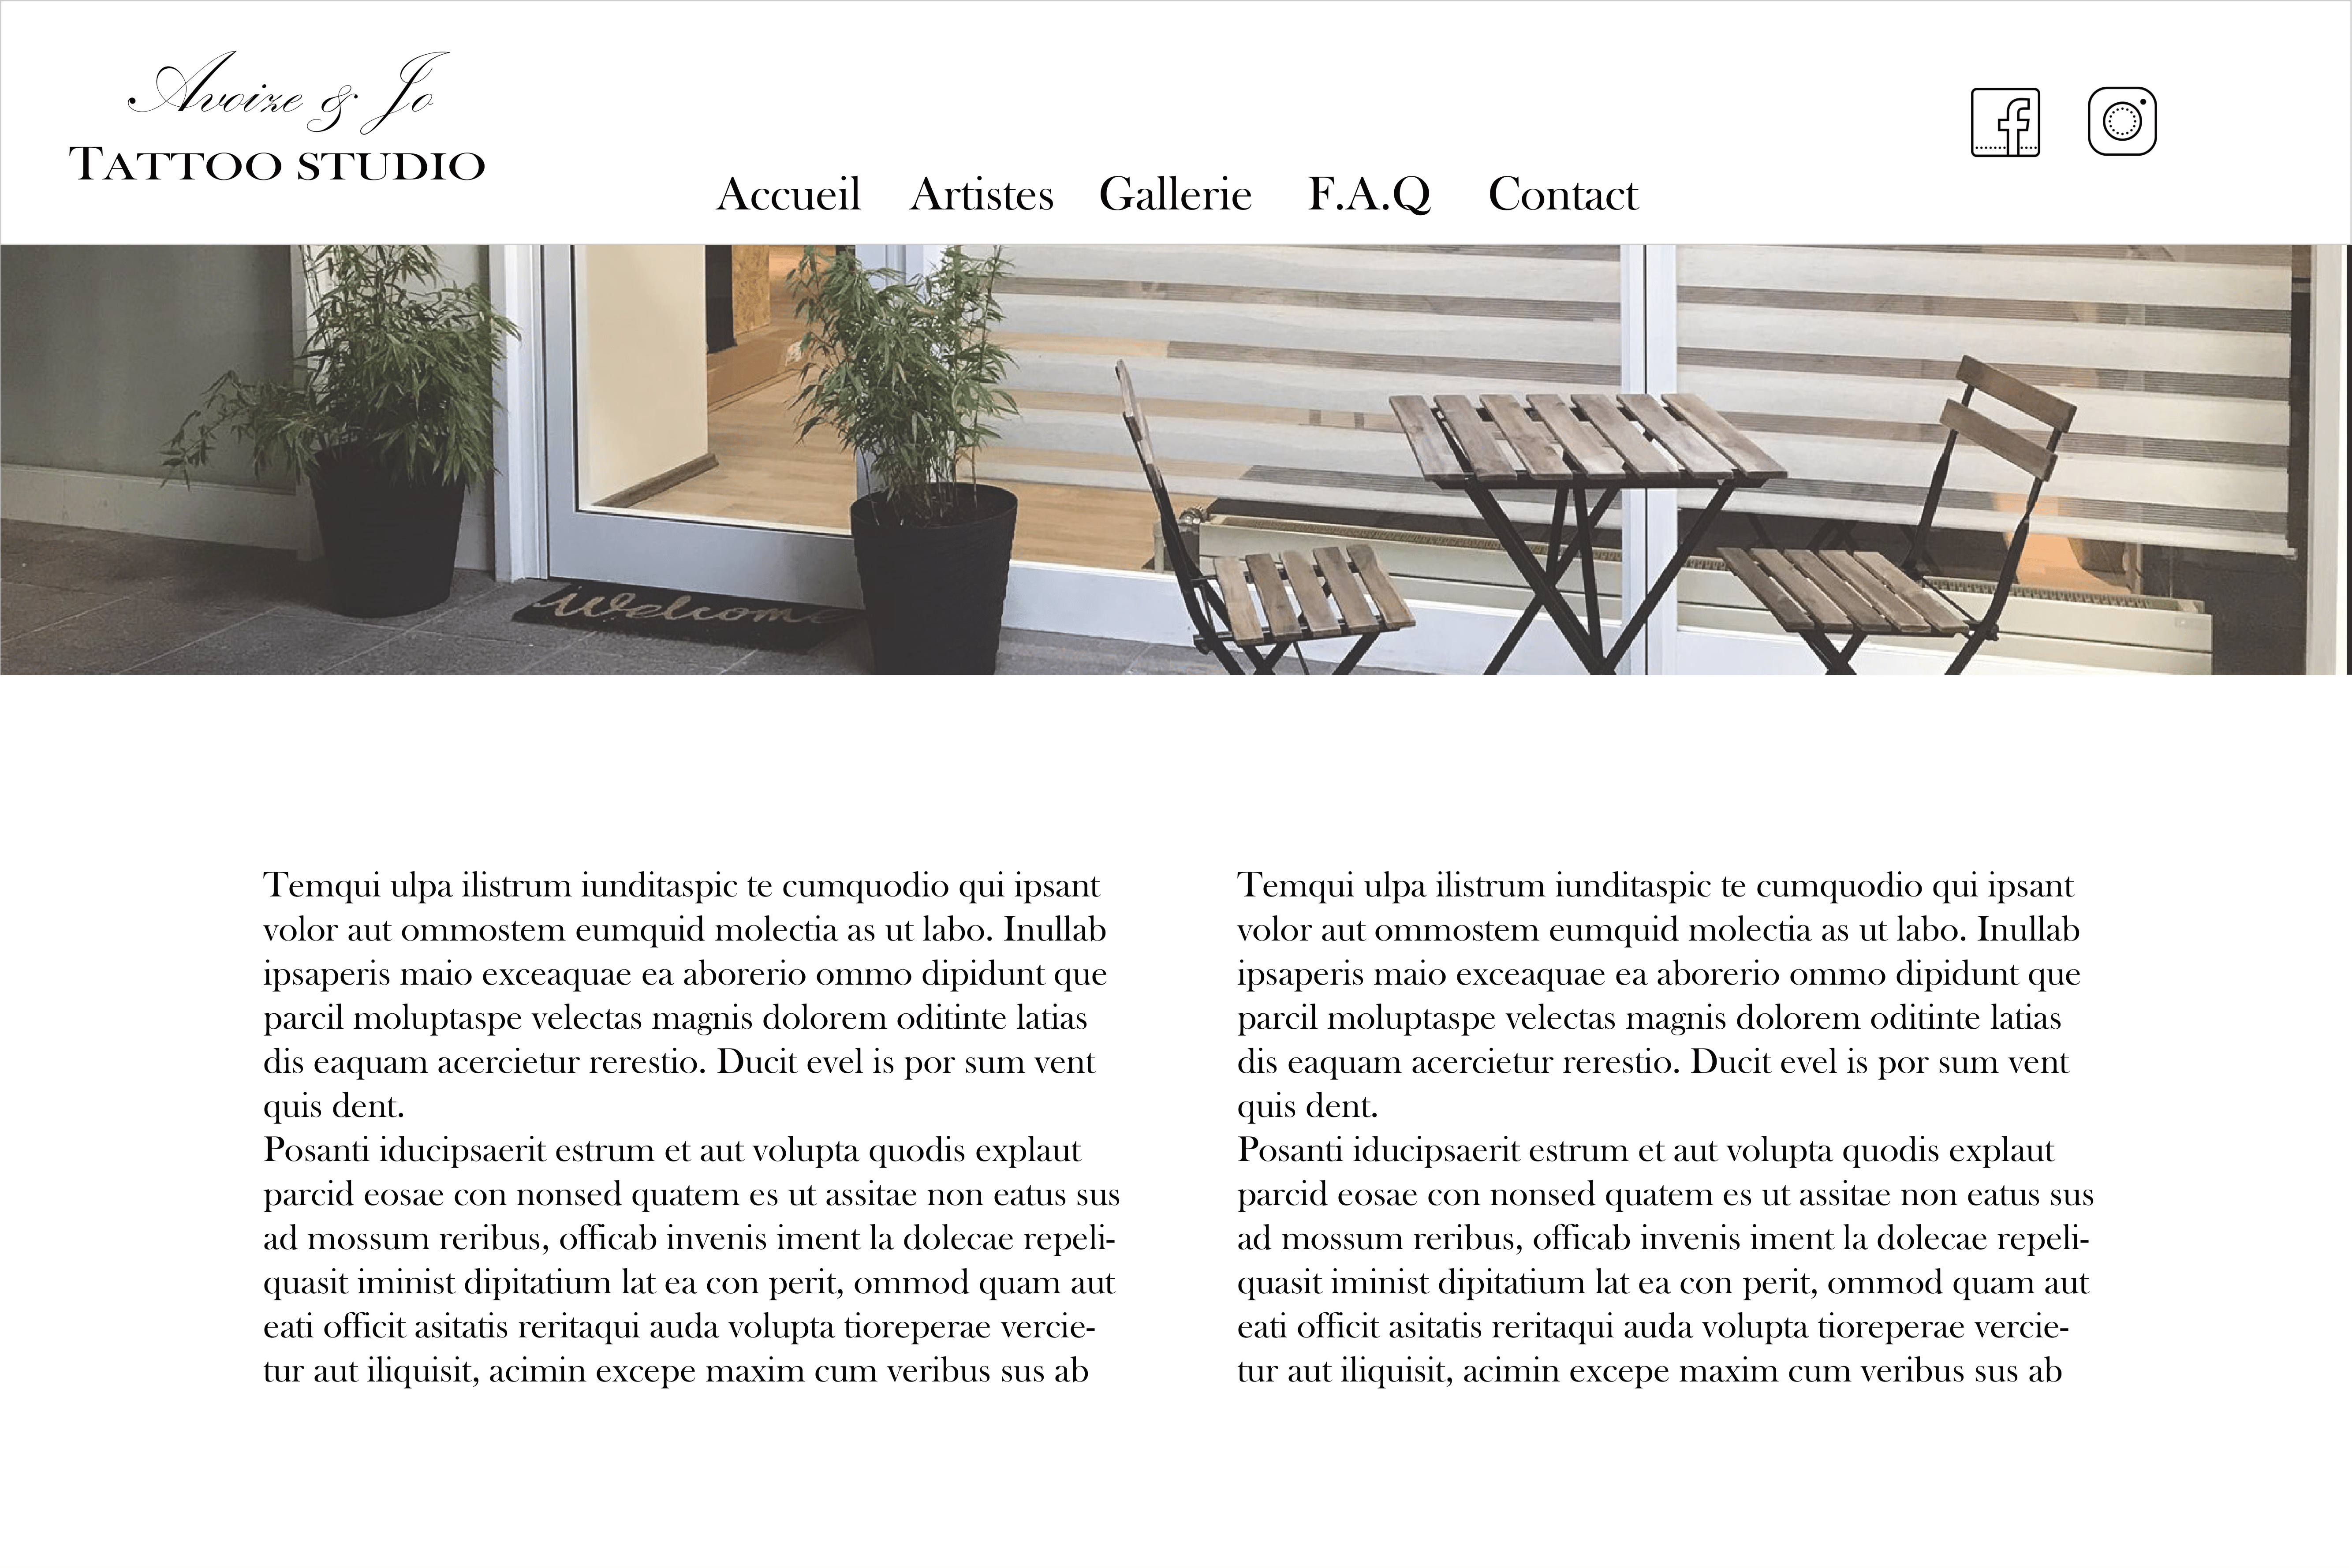 Avoize & Jo
TATTOO STUDIO
Accueil Artistes Gallerie F.A.Q Contact
welcome
Temqui ulpa ilistrum iunditaspic te cumquodio qui ipsant
volor aut ommostem eumquid molectia as ut labo. Inullab
ipsaperis maio exceaquae ea aborerio ommo dipidunt que
parcil moluptaspe velectas magnis dolorem oditinte latias
dis eaquam acercietur rerestio. Ducit evel is por sum vent
quis dent.
Posanti iducipsaerit estrum et aut volupta quodis explaut
parcid eosae con nonsed quatem es ut assitae non eatus sus
ad mossum reribus, officab invenis iment la dolecae repeli-
quasit iminist dipitatium lat ea con perit, ommod quam aut
eati officit asitatis reritaqui auda volupta tioreperae vercie-
tur aut iliquisit, acimin excepe maxim cum veribus sus ab
Temqui ulpa ilistrum iunditaspic te cumquodio qui ipsant
volor aut ommostem eumquid molectia as ut labo. Inullab
ipsaperis maio exceaquae ea aborerio ommo dipidunt que
parcil moluptaspe velectas magnis dolorem oditinte latias
dis eaquam acercietur rerestio. Ducit evel is por sum vent
quis dent.
Posanti iducipsaerit estrum et aut volupta quodis explaut
parcid eosae con nonsed quatem es ut assitae non eatus sus
ad mossum reribus, officab invenis iment la dolecae repeli-
quasit iminist dipitatium lat ea con perit, ommod quam aut
eati officit asitatis reritaqui auda volupta tioreperae vercie-
tur aut iliquisit, acimin excepe maxim cum veribus sus ab